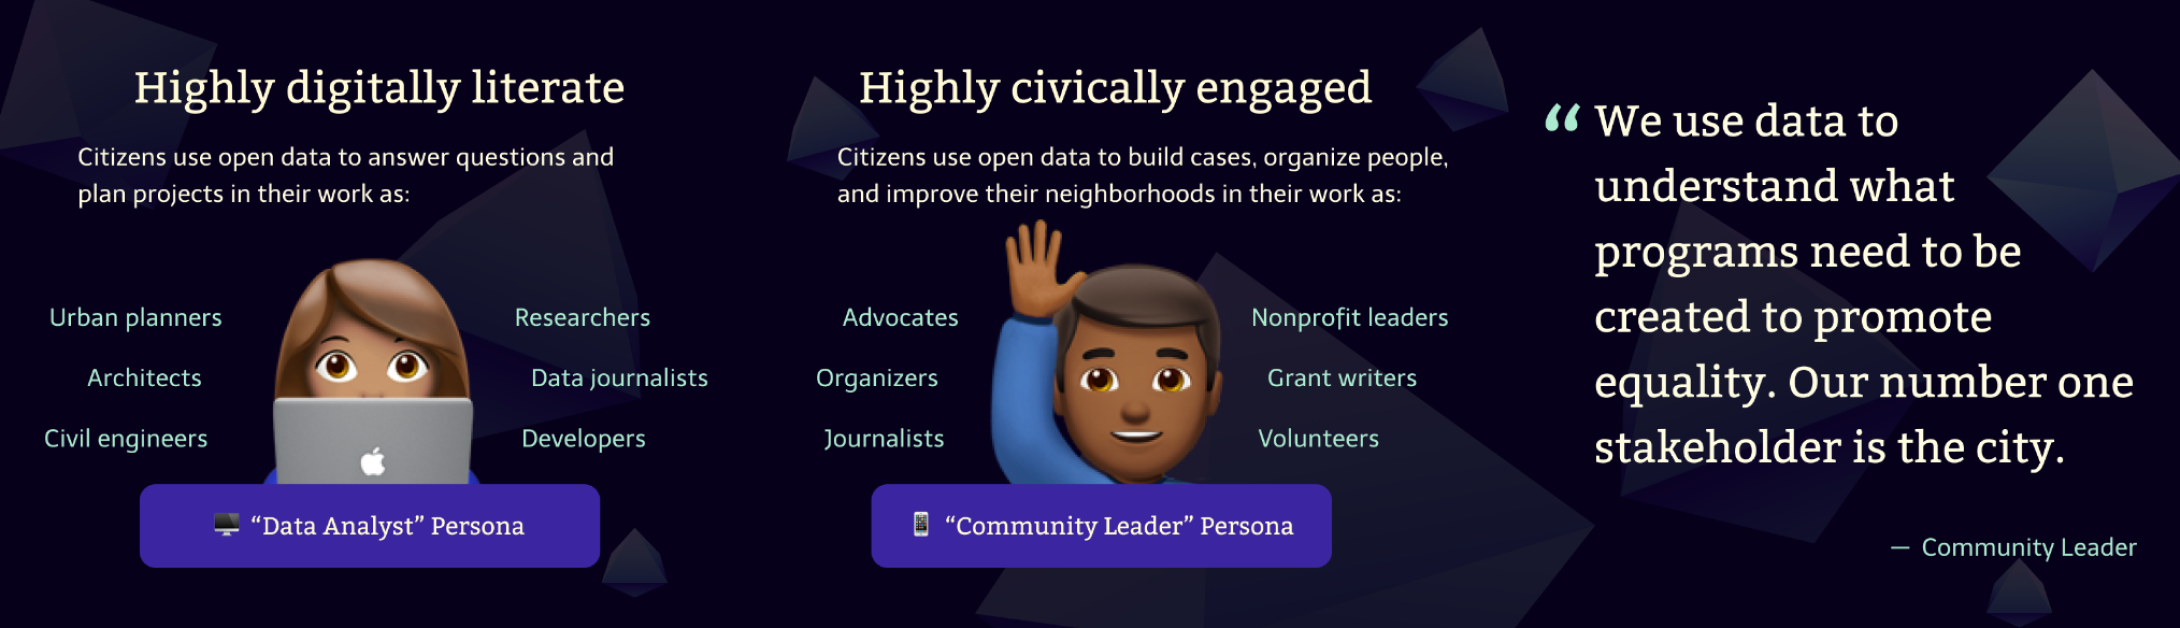 Highly digitally literate
Citizens use open data to answer questions and
plan projects in their work as:
Urban planners
Architects
Civil engineers
Researchers
Data journalists
Developers
“Data Analyst” Persona
Highly civically engaged
Citizens use open data to build cases, organize people,
and improve their neighborhoods in their work as:
Advocates
Organizers
Journalists
Nonprofit leaders
Grant writers
Volunteers
“Community Leader” Persona
“ We use data to
understand what
programs need to be
created to promote
equality. Our number one
stakeholder is the city.
— Community Leader